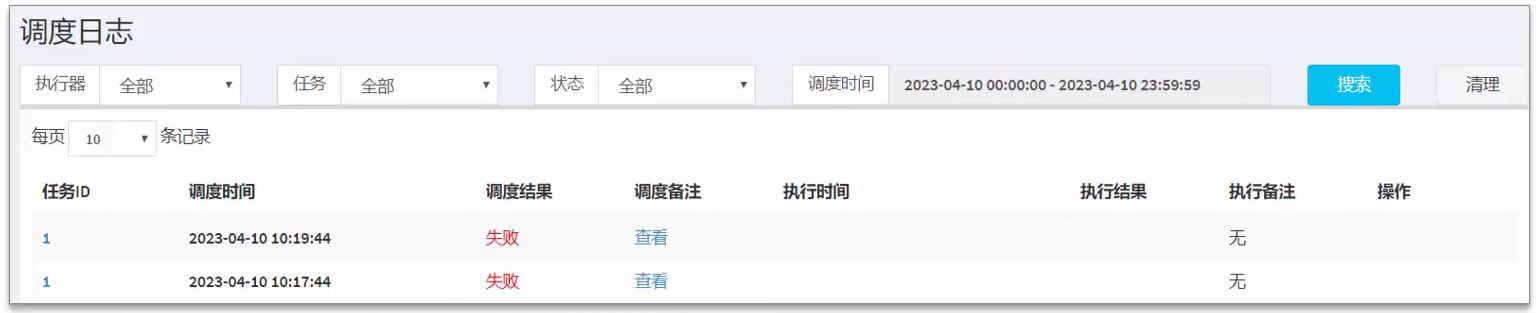 调度日志
执行器 全部 任务 全部 状态 全部 调度时间 2023-04-10 00:00:00 - 2023-04-10 23:59:59 搜索 清理
每页 10 条记录
任务ID 调度时间 调度结果 调度备注 执行时间 执行结果 执行备注 操作
1 2023-04-10 10:19:44 失败 查看 无
1 2023-04-10 10:17:44 失败 查看 无